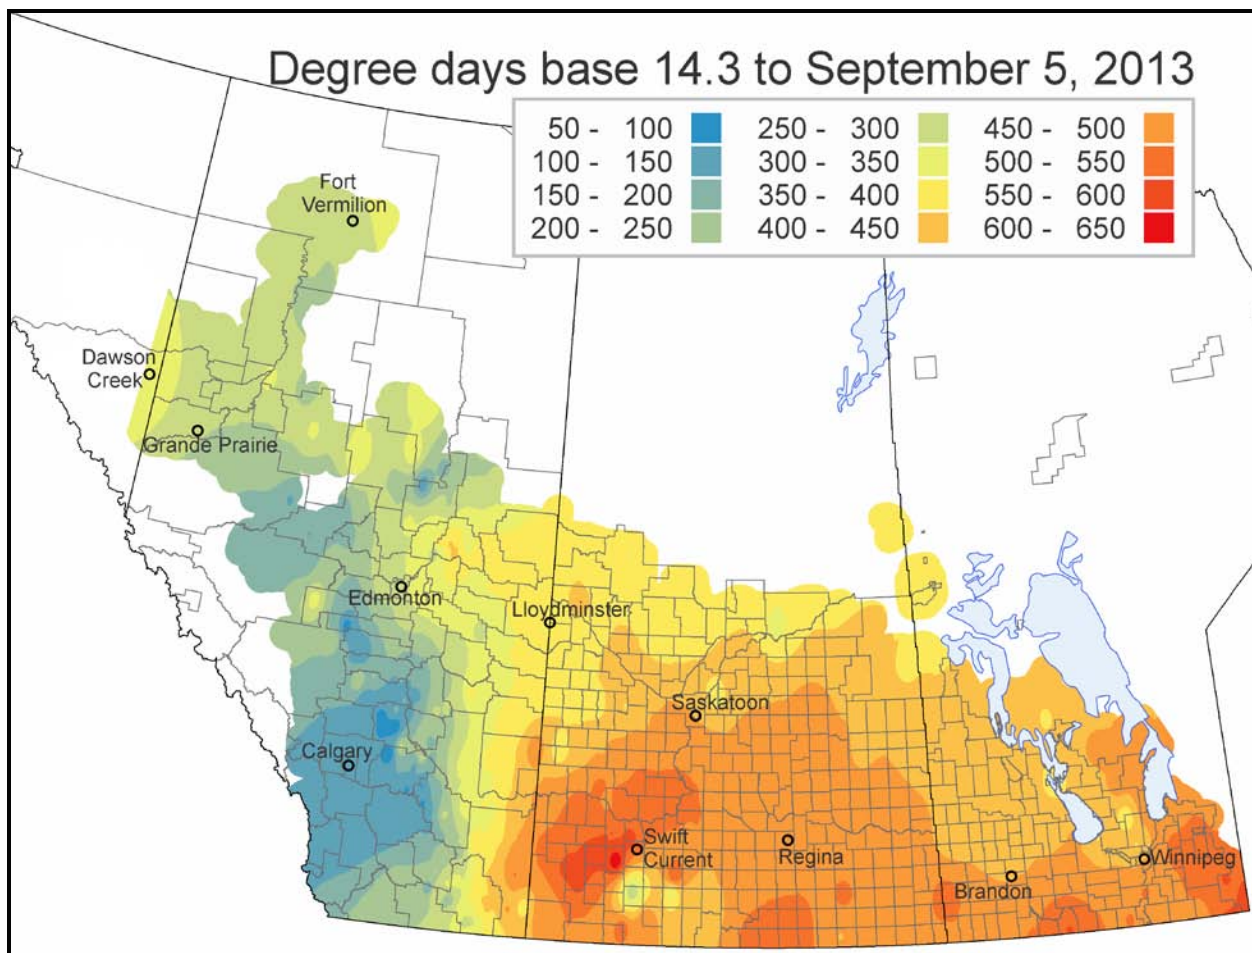 Degree days base 14.3 to September 5, 2013
50 - 100 250 - 300 450 - 500
100 - 150 300 - 350 500 - 550
150 - 200 350 - 400 550 - 600
200 - 250 400 - 450 600 - 650
Fort
Vermilion
Dawson
Creek
Grande Prairie
Edmonton
Lloydminster
Saskatoon
Calgary
Swift
Current
Regina
Winnipeg
Brandon